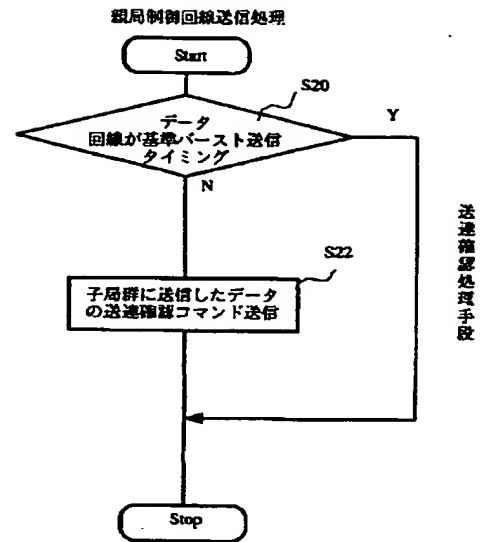 親局制御回線送信処理
Start
S20
データ
回線が基準バースト送信
タイミング
Y
N
S22
子局群に送信したデータ
の送達確認コマンド送信
送達確認処理手段
Stop